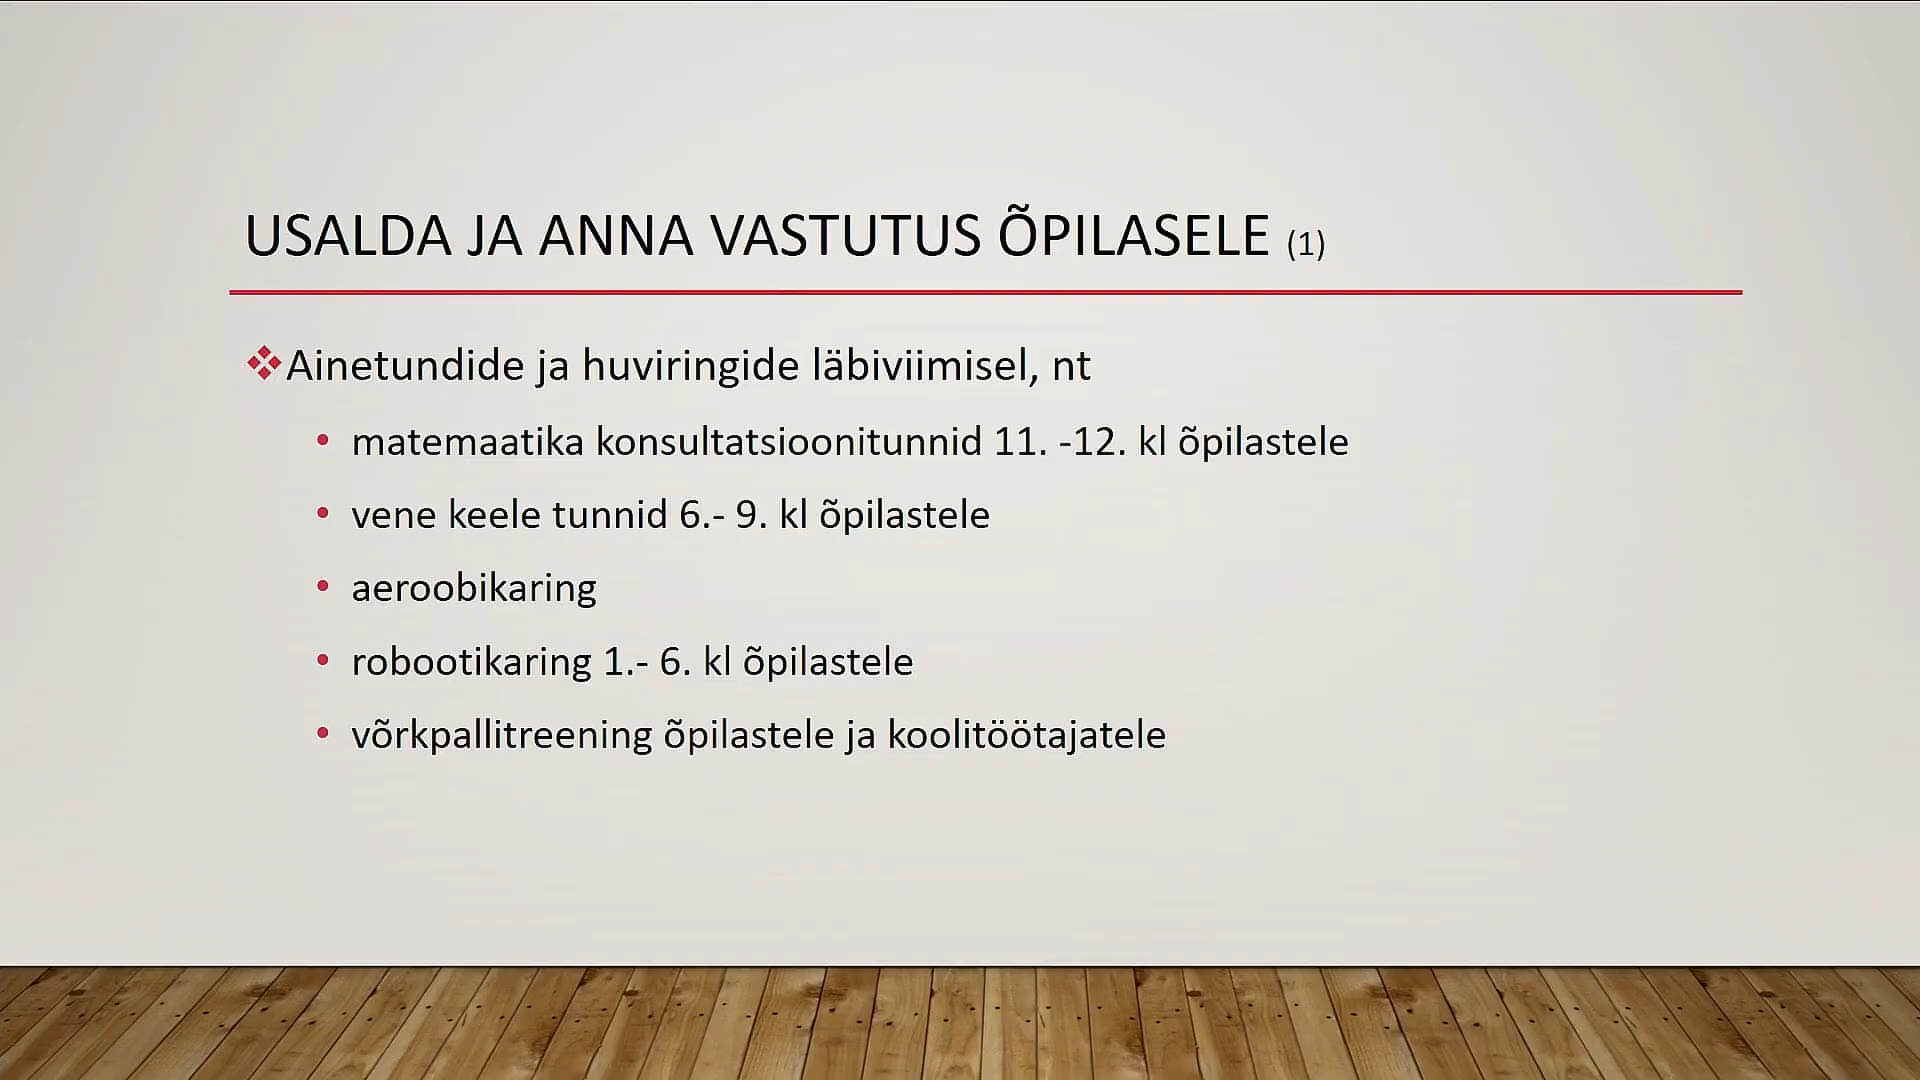 USALDA JA ANNA VASTUTUS ÕPILASELE (1)
Ainetundide ja huviringide läbiviimisel, nt
matemaatika konsultatsioonitunnid 11. -12. kl õpilastele
vene keele tunnid 6.- 9. kl õpilastele
aeroobikaring
robootikaring 1.- 6. kl õpilastele
võrkpallitreening õpilastele ja koolitöötajatele